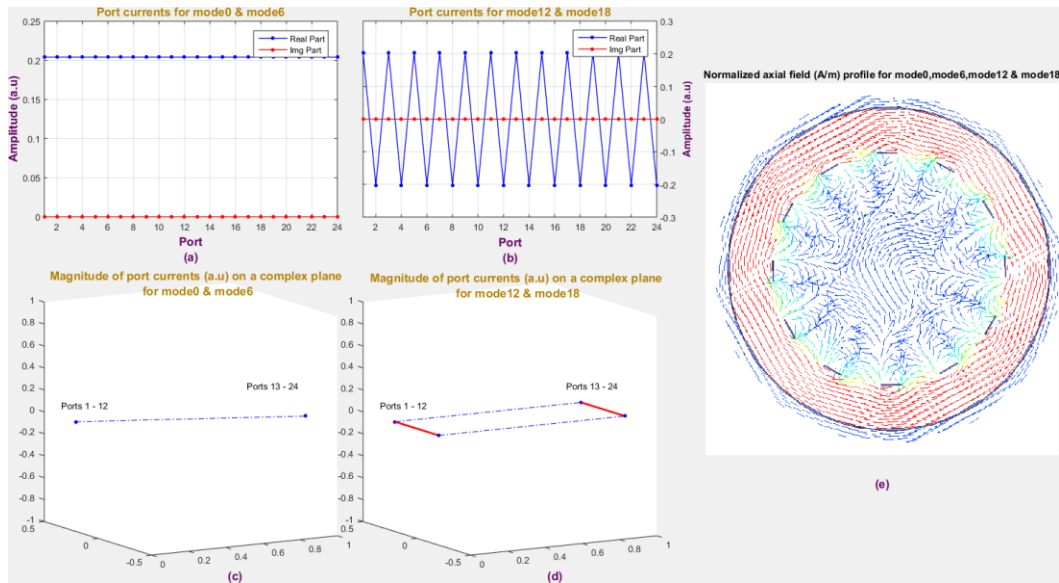 Port currents for mode0 & mode6
0.25
0.2
0.15
0.1
0.05
0
Amplitude (a.u)
Real Part
Img Part
2 4 6 8 10 12 14 16 18 20 22 24
Port
(a)
Port currents for mode12 & mode18
Real Part
Img Part
0.3
0.2
0.1
0
-0.1
-0.2
-0.3
Amplitude (a.u)
2 4 6 8 10 12 14 16 18 20 22 24
Port
(b)
Magnitude of port currents (a.u) on a complex plane
for mode0 & mode6
1
0.8
0.6
0.4
0.2
0
-0.2
-0.4
-0.6
-0.8
-1
Ports 13 - 24
Ports 1 - 12
0.5
0
-0.5
0 0.2 0.4 0.6 0.8 1
(c)
Magnitude of port currents (a.u) on a complex plane
for mode12 & mode18
1
0.8
0.6
0.4
0.2
0
-0.2
-0.4
-0.6
-0.8
-1
Ports 13 - 24
Ports 1 - 12
0.5
0
-0.5
0 0.2 0.4 0.6 0.8 1
(d)
Normalized axial field (A/m) profile for mode0,mode6,mode12 & mode18
(e)